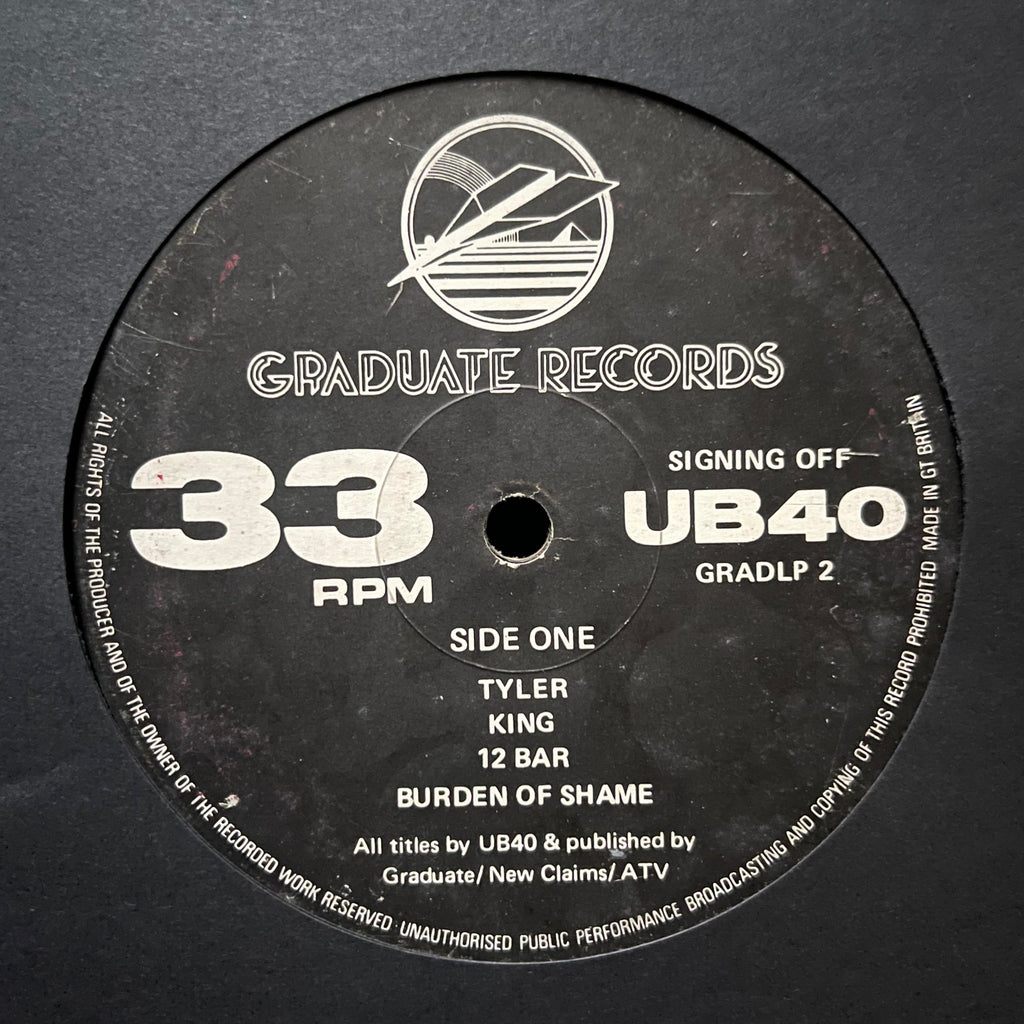 GRADUATE RECORDS
33
RPM
SIGNING OFF
UB40
GRADLP 2
SIDE ONE
TYLER
KING
12 BAR
BURDEN OF SHAME
All titles by UB40 & published by
Graduate/New Claims/ATV
ALL RIGHTS OF THE PRODUCER AND OF THE OWNER OF THE RECORDED WORK RESERVED · UNAUTHORISED PUBLIC PERFORMANCE BROADCASTING AND COPYING OF THIS RECORD PROHIBITED MADE IN GT BRITAIN